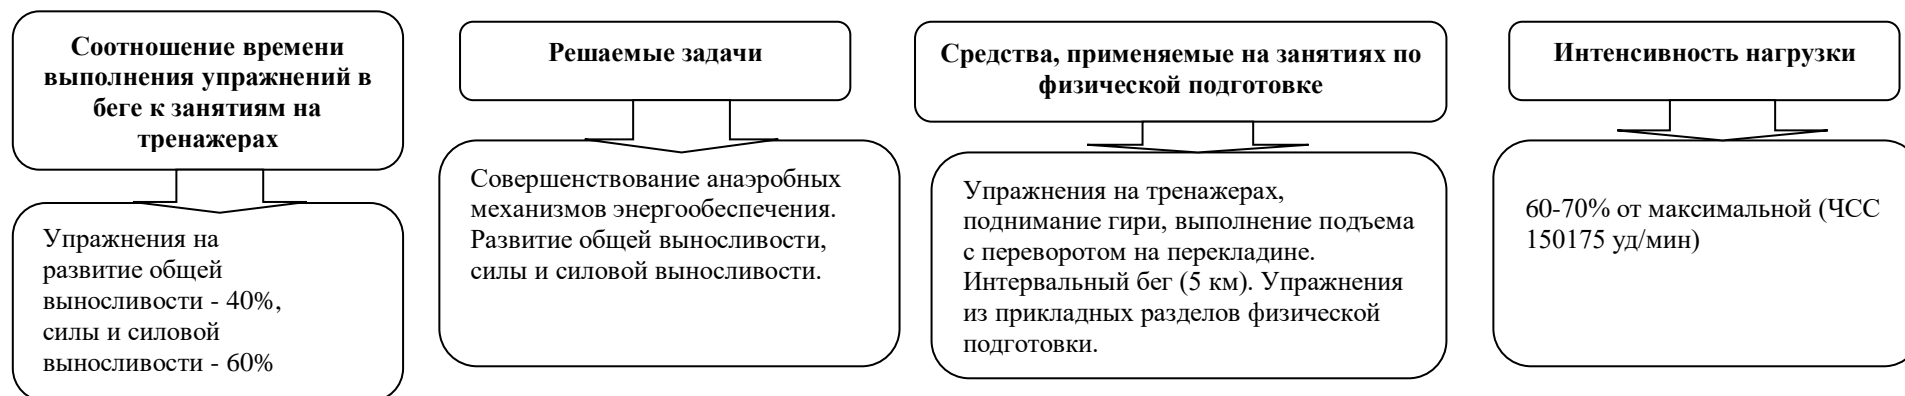 Соотношение времени
выполнения упражнений в
беге к занятиям на
тренажерах
Упражнения на
развитие общей
выносливости - 40%,
силы и силовой
выносливости - 60%
Решаемые задачи
Совершенствование анаэробных
механизмов энергообеспечения.
Развитие общей выносливости,
силы и силовой выносливости.
Средства, применяемые на занятиях по
физической подготовке
Упражнения на тренажерах,
поднимание гири, выполнение подъема
с переворотом на перекладине.
Интервальный бег (5 км). Упражнения
из прикладных разделов физической
подготовки.
Интенсивность нагрузки
60-70% от максимальной (ЧСС
150175 уд/мин)